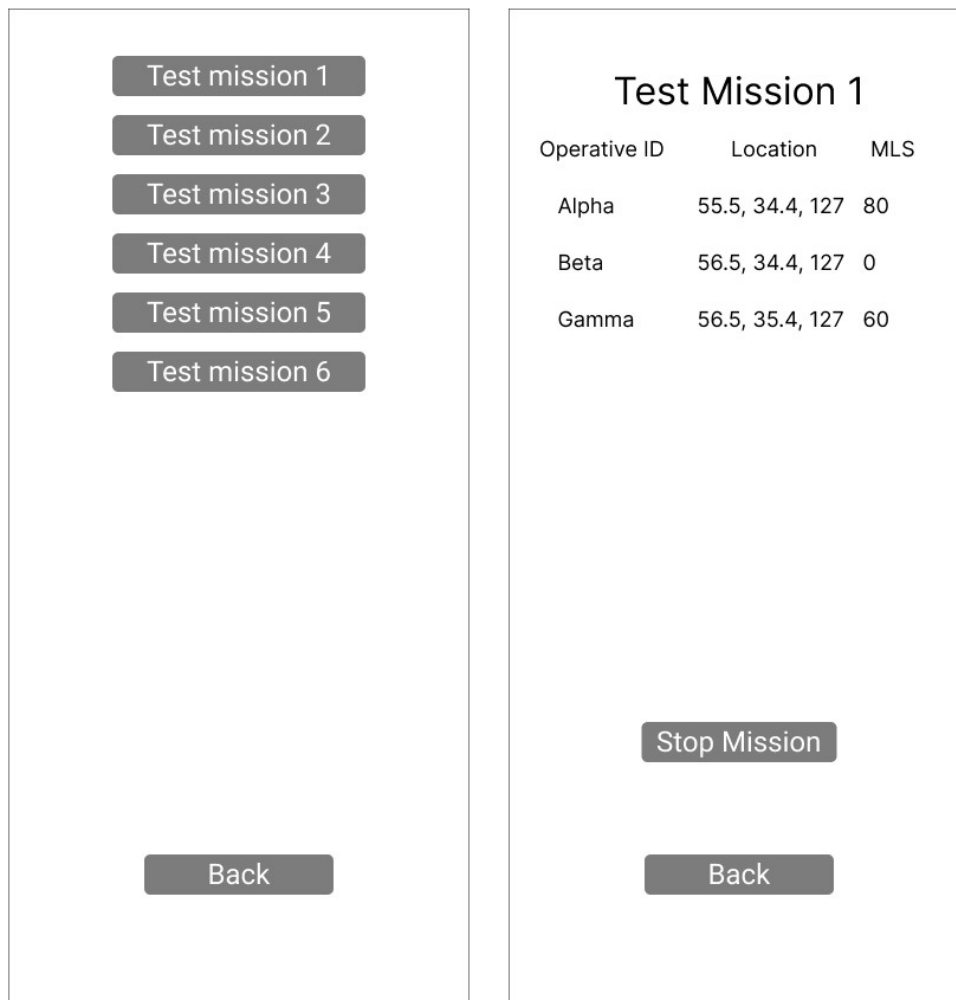 Test mission 1
Test mission 2
Test mission 3
Test mission 4
Test mission 5
Test mission 6
Back
Test Mission 1
Operative ID Location MLS
Alpha 55.5, 34.4, 127 80
Beta 56.5, 34.4, 127 0
Gamma 56.5, 35.4, 127 60
Stop Mission
Back